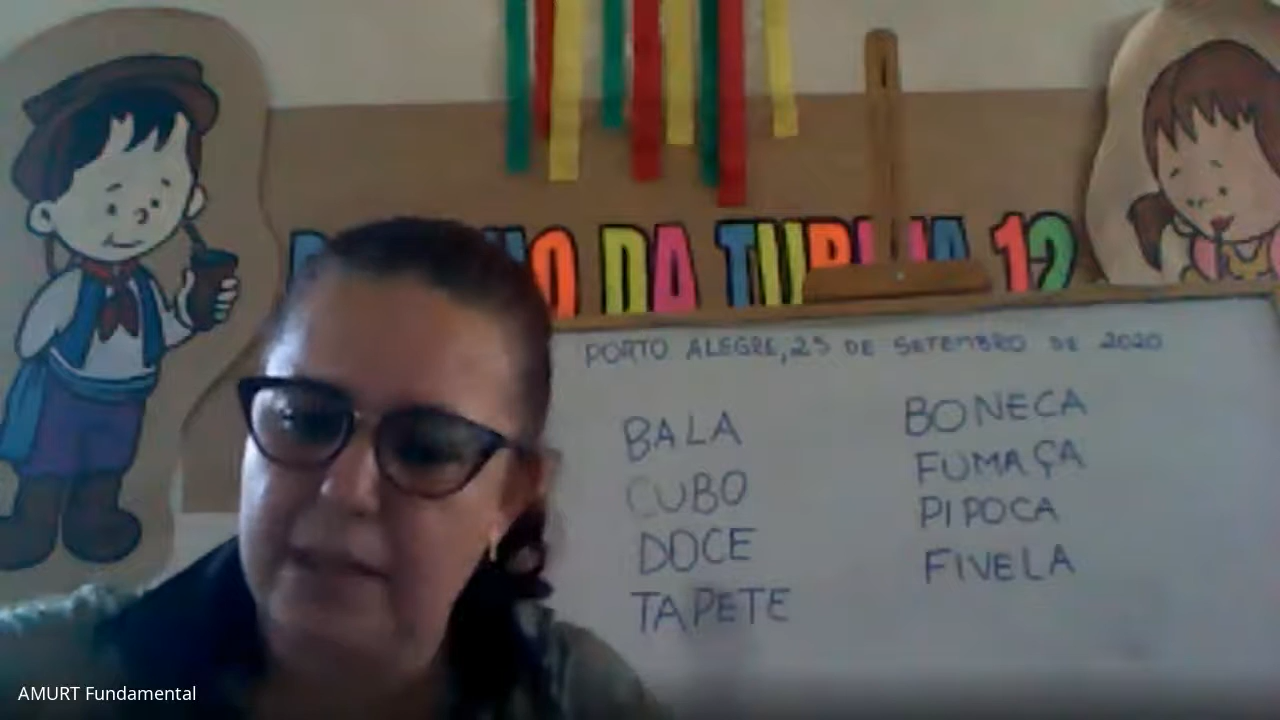 DA TURMA 12
PORTO ALEGRE, 25 DE SETEMBRO DE 2020
BALA
CUBO
DOCE
TAPETE
BONECA
FUMAÇA
PIPOCA
FIVELA
AMURT Fundamental